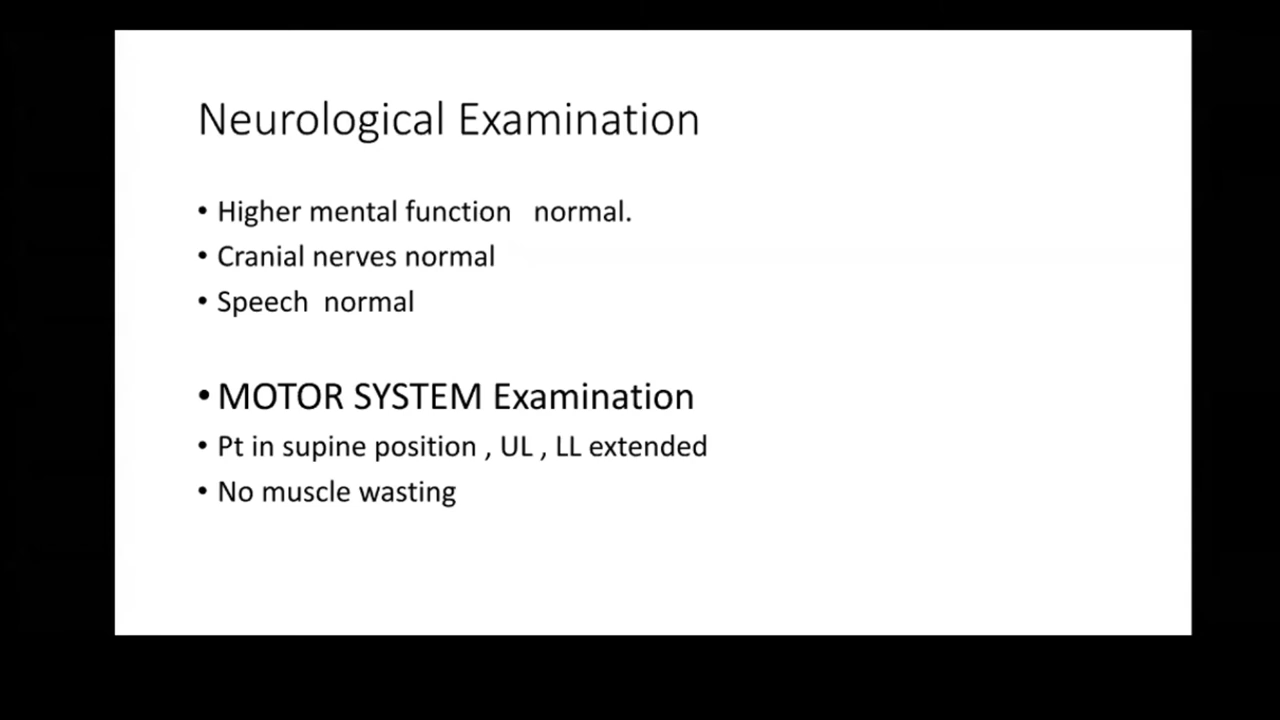 Neurological Examination
• Higher mental function   normal.
• Cranial nerves normal
• Speech  normal
• MOTOR SYSTEM Examination
• Pt in supine position , UL , LL extended
• No muscle wasting